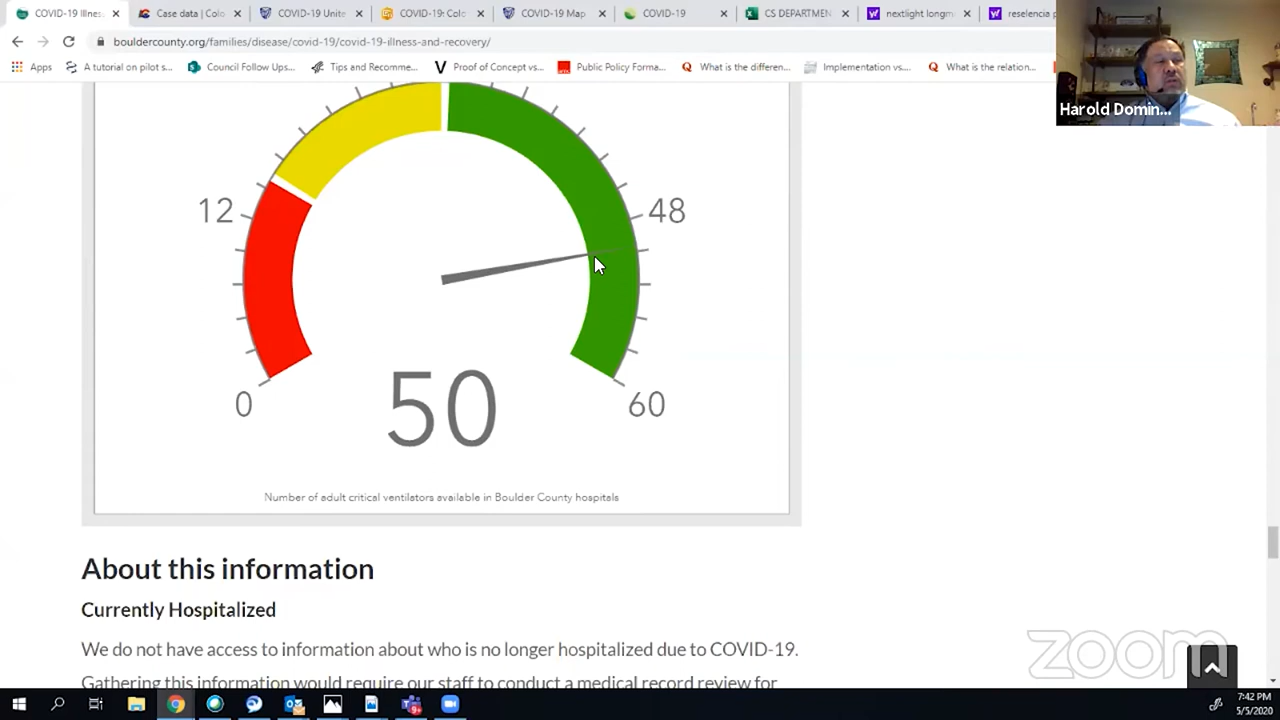 COVID-19 Illnes
Case data | Colo
COVID-19 Unite
COVID-19: Colo
COVID-19 Map
COVID-19
CS DEPARTMEN
nextlight longm
reselencia p
bouldercounty.org/families/disease/covid-19/covid-19-illness-and-recovery/
Apps
A tutorial on pilot s...
Council Follow Ups...
Tips and Recomme...
Proof of Concept vs...
Public Policy Forma...
What is the differen...
Implementation vs....
What is the relation...
Harold Domin...
12
48
0
60
50
Number of adult critical ventilators available in Boulder County hospitals
About this information
Currently Hospitalized
We do not have access to information about who is no longer hospitalized due to COVID-19.
Gathering this information would require our staff to conduct a medical record review for
zoom
7:42 PM
5/5/2020